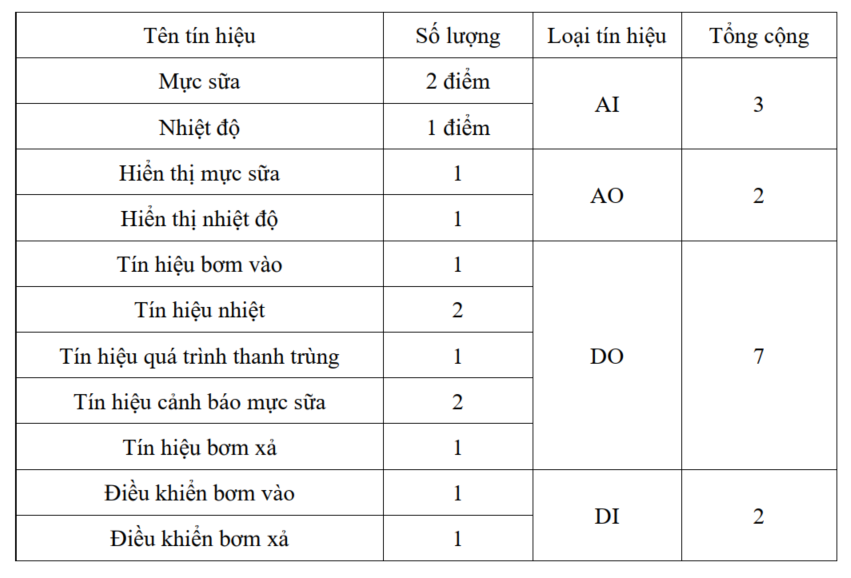 Tên tín hiệu Số lượng Loại tín hiệu Tổng cộng
Mực sữa 2 điểm AI 3
Nhiệt độ 1 điểm
Hiển thị mực sữa 1 AO 2
Hiển thị nhiệt độ 1
Tín hiệu bơm vào 1 DO 7
Tín hiệu nhiệt 2
Tín hiệu quá trình thanh trùng 1
Tín hiệu cảnh báo mực sữa 2
Tín hiệu bơm xả 1
Điều khiển bơm vào 1 DI 2
Điều khiển bơm xả 1